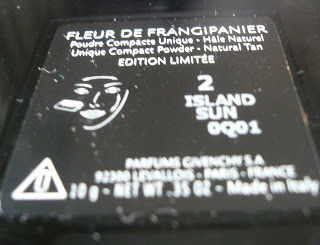 FLEUR DE FRANGIPANIER
Poudre Compacte Unique - Hâle Naturel
Unique Compact Powder - Natural Tan
EDITION LIMITÉE
2
ISLAND
SUN
0Q01
PARFUMS GIVENCHY S.A
92300 LEVALLOIS - PARIS - FRANCE
10 g - NET WT .35 OZ - Made in Italy